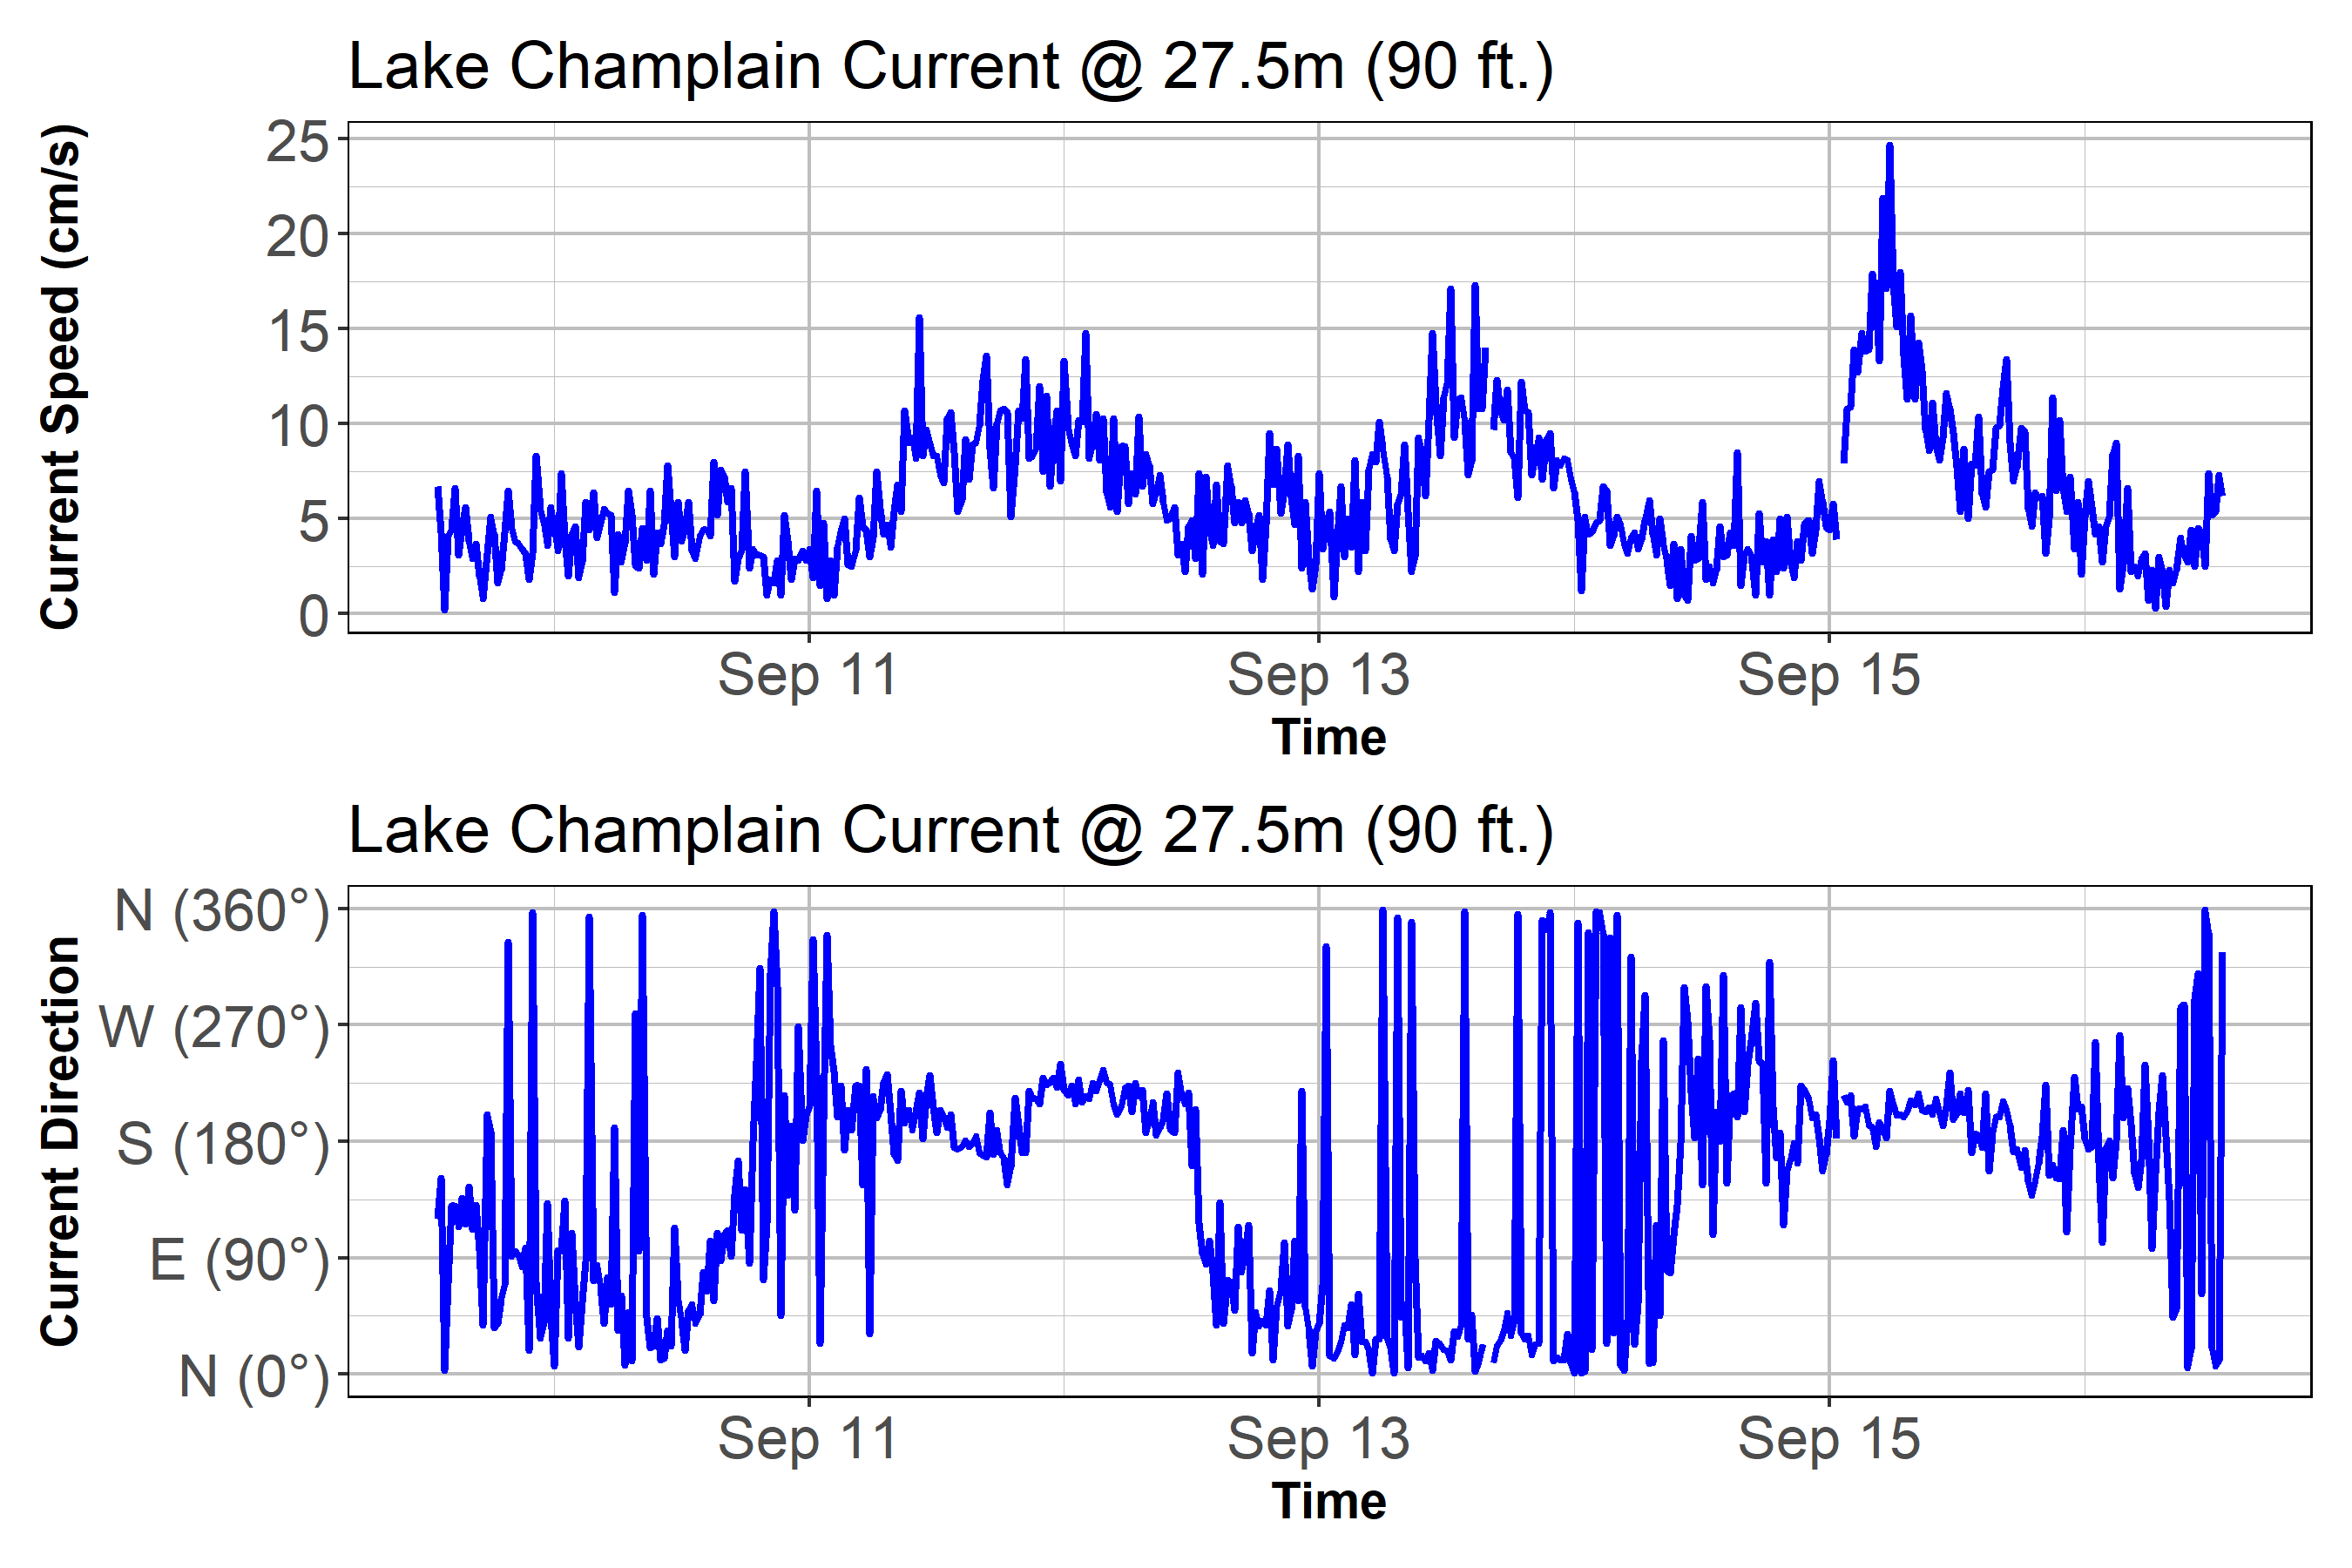 Lake Champlain Current @ 27.5m (90 ft.)
Current Speed (cm/s)
25
20
15
10
5
0
Sep 11 Sep 13 Sep 15
Time
Lake Champlain Current @ 27.5m (90 ft.)
Current Direction
N (360°)
W (270°)
S (180°)
E (90°)
N (0°)
Sep 11 Sep 13 Sep 15
Time